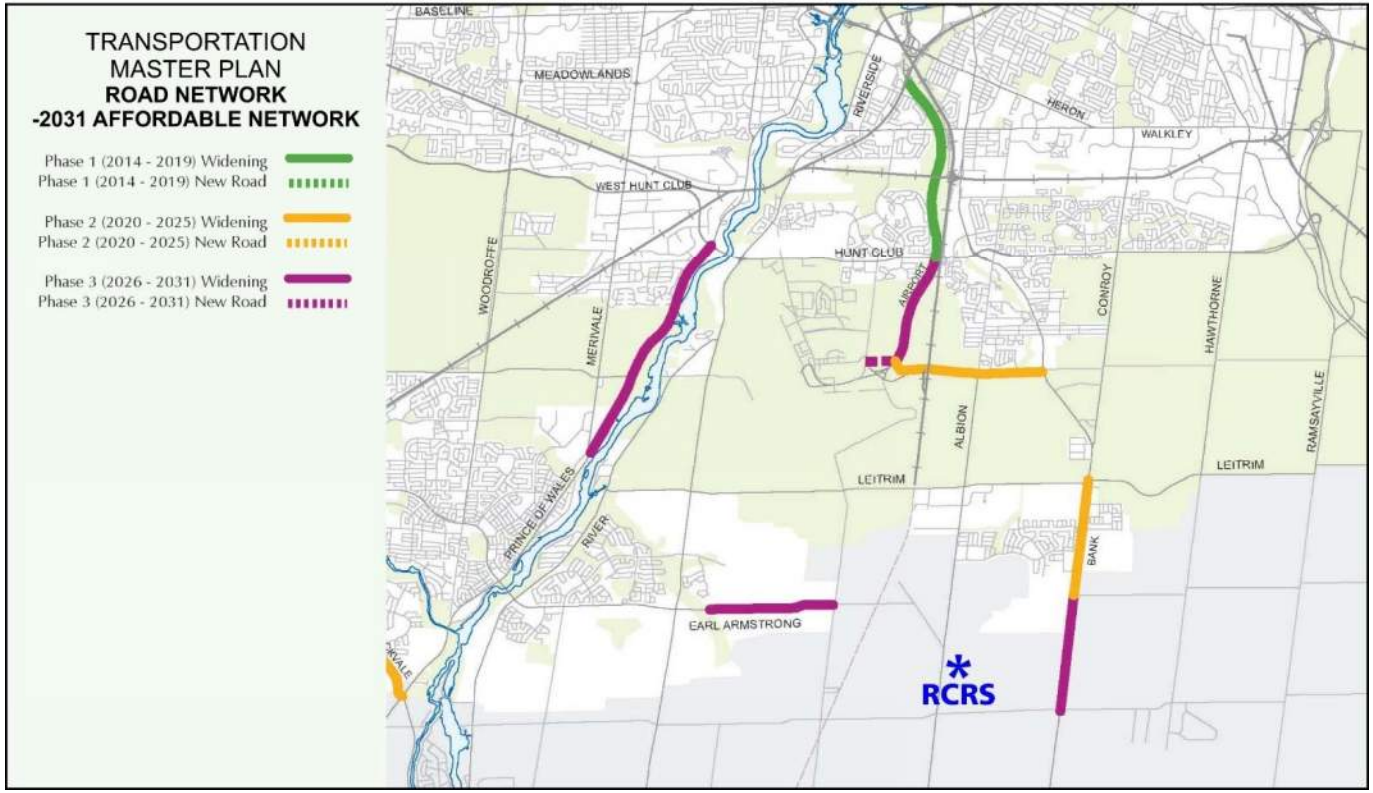 TRANSPORTATION
MASTER PLAN
ROAD NETWORK
-2031 AFFORDABLE NETWORK
Phase 1 (2014 - 2019) Widening
Phase 1 (2014 - 2019) New Road
Phase 2 (2020 - 2025) Widening
Phase 2 (2020 - 2025) New Road
Phase 3 (2026 - 2031) Widening
Phase 3 (2026 - 2031) New Road
BASELINE
MEADOWLANDS
RIVERSIDE
HERON
WALKLEY
WEST HUNT CLUB
WOODROFFE
HUNT CLUB
AIRPORT
CONROY
HAWTHORNE
MERIVALE
RAMSAYVILLE
ALBION
LEITRIM
LEITRIM
PRINCE OF WALES
RIVER
BANK
EARL ARMSTRONG
CKVALE
*
RCRS